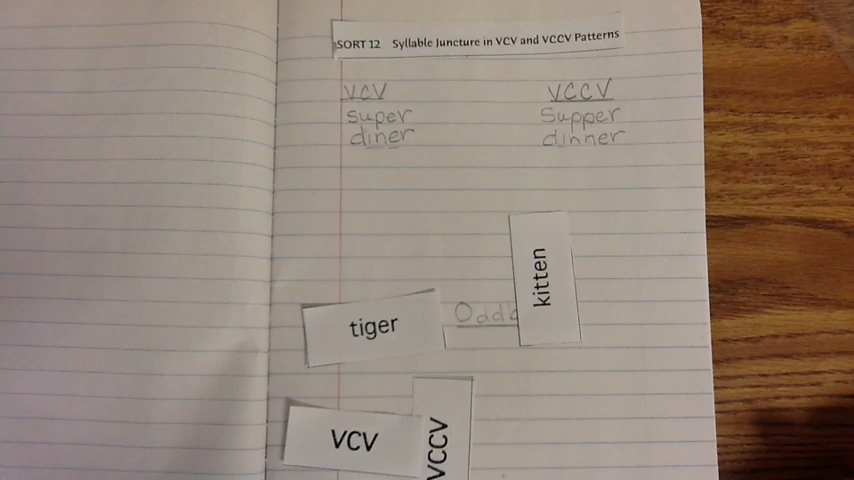 SORT 12 Syllable Juncture in VCV and VCCV Patterns
VCV VCCV
super Supper
diner dinner
kitten
tiger
VCV
VCCV